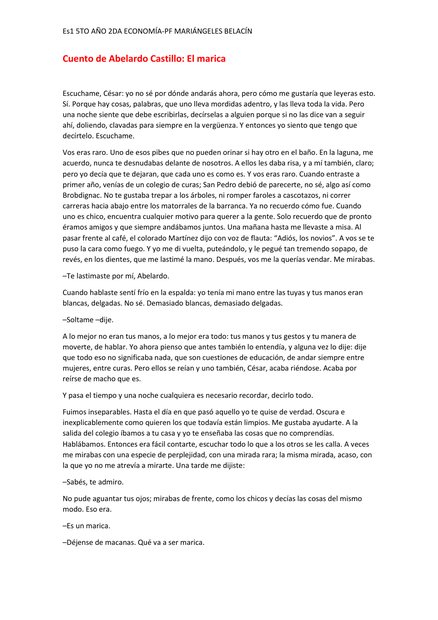 Es1 5TO AÑO 2DA ECONOMÍA-PF MARIÁNGELES BELACÍN
Cuento de Abelardo Castillo: El marica
Escuchame, César: yo no sé por dónde andarás ahora, pero cómo me gustaría que leyeras esto.
Sí. Porque hay cosas, palabras, que uno lleva mordidas adentro, y las lleva toda la vida. Pero
una noche siente que debe escribirlas, decírselas a alguien porque si no las dice van a seguir
ahí, doliendo, clavadas para siempre en la vergüenza. Y entonces yo siento que tengo que
decírtelo. Escuchame.
Vos eras raro. Uno de esos pibes que no pueden orinar si hay otro en el baño. En la laguna, me
acuerdo, nunca te desnudabas delante de nosotros. A ellos les daba risa, y a mí también, claro;
pero yo decía que te dejaran, que cada uno es como es. Y vos eras raro. Cuando entraste a
primer año, venías de un colegio de curas; San Pedro debió de parecerte, no sé, algo así como
Brobdignac. No te gustaba trepar a los árboles, ni romper faroles a cascotazos, ni correr
carreras hacia abajo entre los matorrales de la barranca. Ya no recuerdo cómo fue. Cuando
uno es chico, encuentra cualquier motivo para querer a la gente. Solo recuerdo que de pronto
éramos amigos y que siempre andábamos juntos. Una mañana hasta me llevaste a misa. Al
pasar frente al café, el colorado Martínez dijo con voz de flauta: “Adiós, los novios”. A vos se te
puso la cara como fuego. Y yo me di vuelta, puteándolo, y le pegué tan tremendo sopapo, de
revés, en los dientes, que me lastimé la mano. Después, vos me la querías vendar. Me mirabas.
–Te lastimaste por mí, Abelardo.
Cuando hablaste sentí frío en la espalda: yo tenía mi mano entre las tuyas y tus manos eran
blancas, delgadas. No sé. Demasiado blancas, demasiado delgadas.
–Soltame –dije.
A lo mejor no eran tus manos, a lo mejor era todo: tus manos y tus gestos y tu manera de
moverte, de hablar. Yo ahora pienso que antes también lo entendía, y alguna vez lo dije: dije
que todo eso no significaba nada, que son cuestiones de educación, de andar siempre entre
mujeres, entre curas. Pero ellos se reían y uno también, César, acaba riéndose. Acaba por
reírse de macho que es.
Y pasa el tiempo y una noche cualquiera es necesario recordar, decirlo todo.
Fuimos inseparables. Hasta el día en que pasó aquello yo te quise de verdad. Oscura e
inexplicablemente como quieren los que todavía están limpios. Me gustaba ayudarte. A la
salida del colegio íbamos a tu casa y yo te enseñaba las cosas que no comprendías.
Hablábamos. Entonces era fácil contarte, escuchar todo lo que a los otros se les calla. A veces
me mirabas con una especie de perplejidad, con una mirada rara; la misma mirada, acaso, con
la que yo no me atrevía a mirarte. Una tarde me dijiste:
–Sabés, te admiro.
No pude aguantar tus ojos; mirabas de frente, como los chicos y decías las cosas del mismo
modo. Eso era.
–Es un marica.
–Déjense de macanas. Qué va a ser marica.